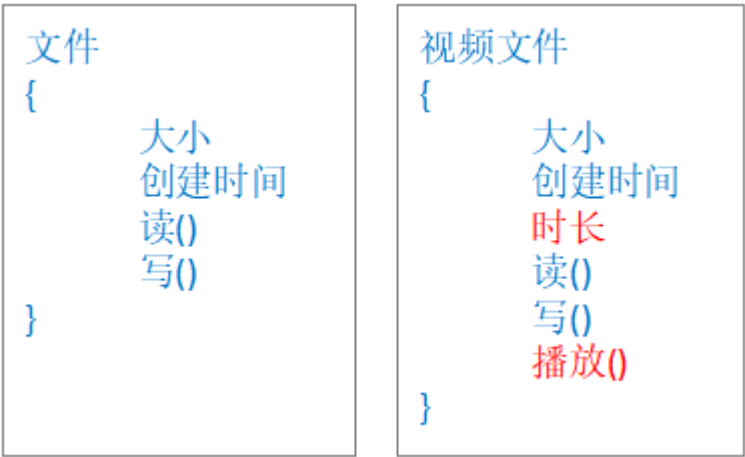 文件
{
大小
创建时间
读()
写()
}
视频文件
{
大小
创建时间
时长
读()
写()
播放()
}